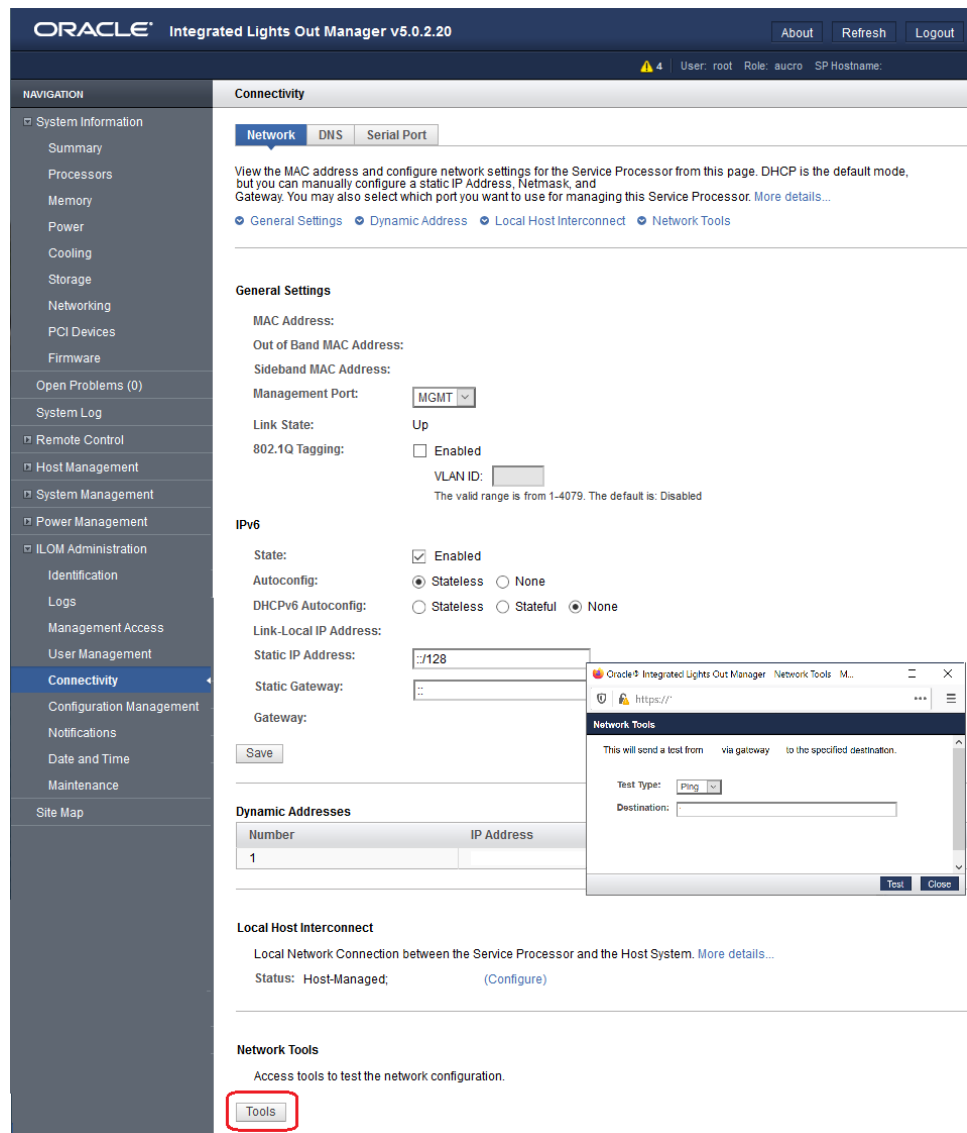 ORACLE® Integrated Lights Out Manager v5.0.2.20
About Refresh Logout
4 User: root Role: aucro SP Hostname:
NAVIGATION
System Information
Summary
Processors
Memory
Power
Cooling
Storage
Networking
PCI Devices
Firmware
Open Problems (0)
System Log
Remote Control
Host Management
System Management
Power Management
ILOM Administration
Identification
Logs
Management Access
User Management
Connectivity
Configuration Management
Notifications
Date and Time
Maintenance
Site Map
Connectivity
Network DNS Serial Port
View the MAC address and configure network settings for the Service Processor from this page. DHCP is the default mode,
but you can manually configure a static IP Address, Netmask, and
Gateway. You may also select which port you want to use for managing this Service Processor. More details...
General Settings Dynamic Address Local Host Interconnect Network Tools
General Settings
MAC Address:
Out of Band MAC Address:
Sideband MAC Address:
Management Port: MGMT
Link State: Up
802.1Q Tagging: Enabled
VLAN ID:
The valid range is from 1-4079. The default is: Disabled
IPv6
State: Enabled
Autoconfig: Stateless None
DHCPv6 Autoconfig: Stateless Stateful None
Link-Local IP Address:
Static IP Address: ::/128
Static Gateway: ::
Gateway:
Save
Dynamic Addresses
Number IP Address
1
Oracle® Integrated Lights Out Manager Network Tools M...
https://
Network Tools
This will send a test from via gateway to the specified destination.
Test Type: Ping
Destination:
Test Close
Local Host Interconnect
Local Network Connection between the Service Processor and the Host System. More details...
Status: Host-Managed; (Configure)
Network Tools
Access tools to test the network configuration.
Tools